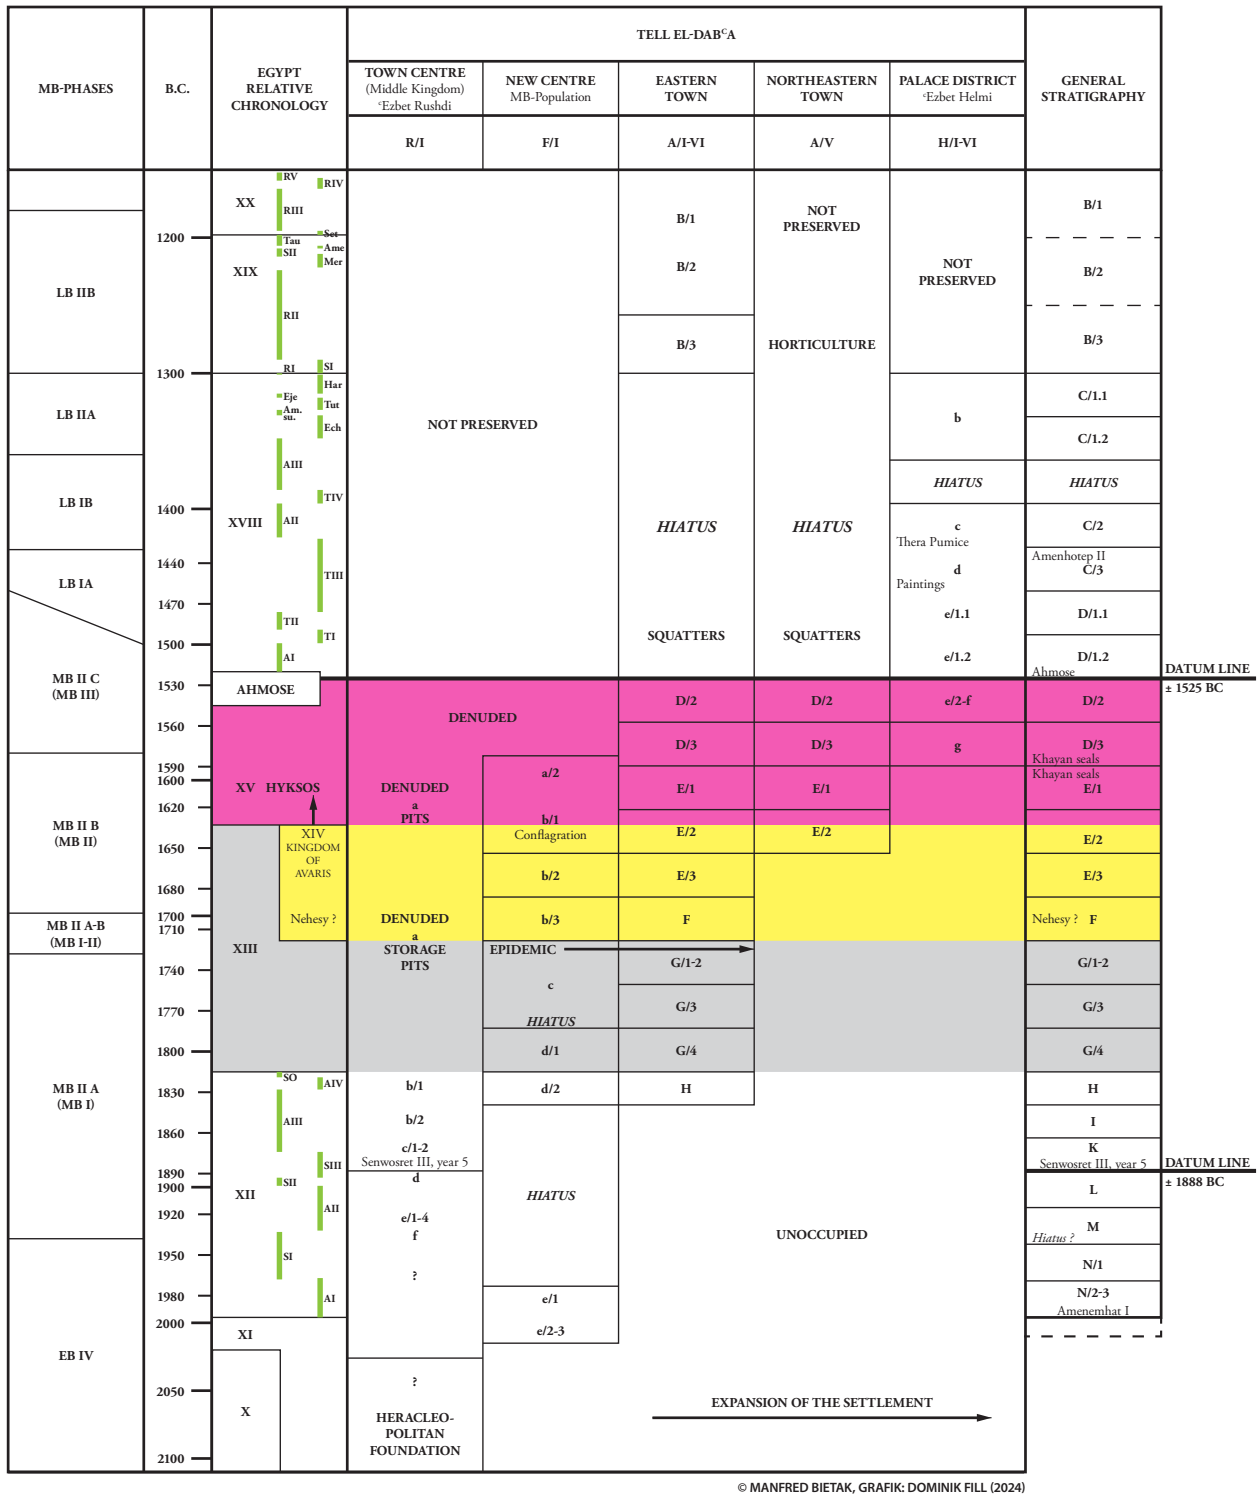 TELL EL-DABᶜA
MB-PHASES
B.C.
EGYPT
RELATIVE
CHRONOLOGY
TOWN CENTRE
(Middle Kingdom)
ᶜEzbet Rushdi
NEW CENTRE
MB-Population
EASTERN
TOWN
NORTHEASTERN
TOWN
PALACE DISTRICT
ᶜEzbet Helmi
GENERAL
STRATIGRAPHY
R/I
F/I
A/I-VI
A/V
H/I-VI
LB IIB
LB IIA
LB IB
LB IA
MB II C
(MB III)
MB II B
(MB II)
MB II A-B
(MB I-II)
MB II A
(MB I)
EB IV
1200
1300
1400
1440
1470
1500
1530
1560
1590
1600
1620
1650
1680
1700
1710
1740
1770
1800
1830
1860
1890
1900
1920
1950
1980
2000
2050
2100
XX
XIX
XVIII
AHMOSE
XV HYKSOS
XIV
KINGDOM
OF
AVARIS
Nehesy ?
XIII
XII
XI
X
RV
RIII
Tau
SII
RII
RI
Eje
Am.
su.
AIII
AII
TII
AI
SO
AIII
SII
SI
RIV
Set
Ame
Mer
SI
Har
Tut
Ech
TIV
TIII
TI
AIV
SIII
AII
AI
NOT PRESERVED
DENUDED
DENUDED
a
PITS
DENUDED
a
STORAGE
PITS
b/1
b/2
c/1-2
Senwosret III, year 5
d
e/1-4
f
?
?
HERACLEO-
POLITAN
FOUNDATION
a/2
b/1
Conflagration
b/2
b/3
EPIDEMIC
c
HIATUS
d/1
d/2
HIATUS
e/1
e/2-3
B/1
B/2
B/3
HIATUS
SQUATTERS
D/2
D/3
E/1
E/2
E/3
F
G/1-2
G/3
G/4
H
NOT
PRESERVED
HORTICULTURE
HIATUS
SQUATTERS
D/2
D/3
E/1
E/2
UNOCCUPIED
EXPANSION OF THE SETTLEMENT
NOT
PRESERVED
b
HIATUS
c
Thera Pumice
d
Paintings
e/1.1
e/1.2
e/2-f
g
B/1
B/2
B/3
C/1.1
C/1.2
HIATUS
C/2
Amenhotep II
C/3
D/1.1
D/1.2
Ahmose
D/2
D/3
Khayan seals
Khayan seals
E/1
E/2
E/3
Nehesy ? F
G/1-2
G/3
G/4
H
I
K
Senwosret III, year 5
L
M
Hiatus ?
N/1
N/2-3
Amenemhat I
DATUM LINE
± 1525 BC
DATUM LINE
± 1888 BC
© MANFRED BIETAK, GRAFIK: DOMINIK FILL (2024)